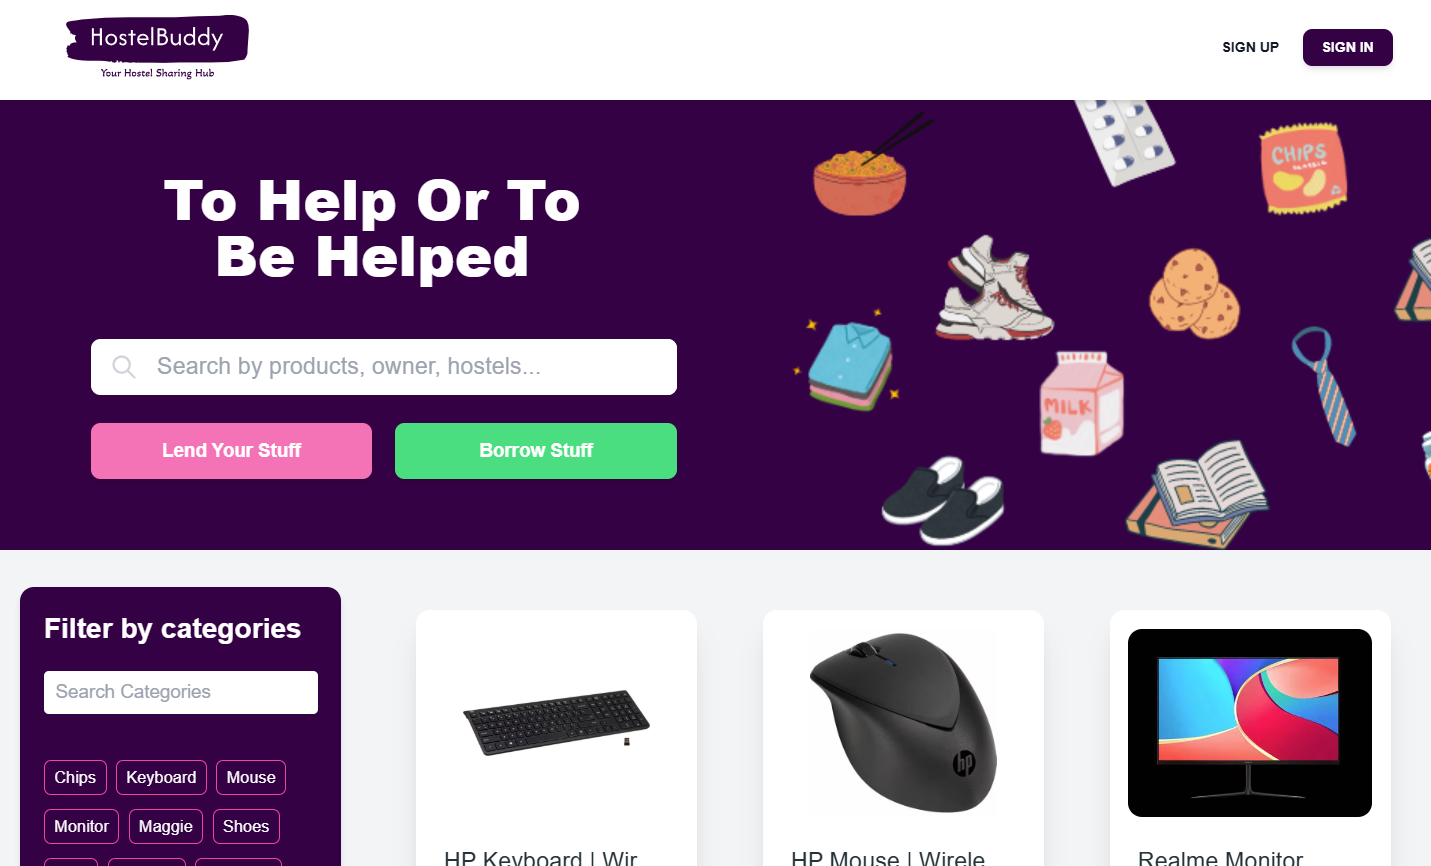 HostelBuddy
Your Hostel Sharing Hub
SIGN UP
SIGN IN
To Help Or To
Be Helped
Search by products, owner, hostels...
Lend Your Stuff
Borrow Stuff
CHIPS
CLASSIC
MILK
Filter by categories
Search Categories
Chips
Keyboard
Mouse
Monitor
Maggie
Shoes
hp
HP Keyboard | Wir
HP Mouse | Wirele
Realme Monitor